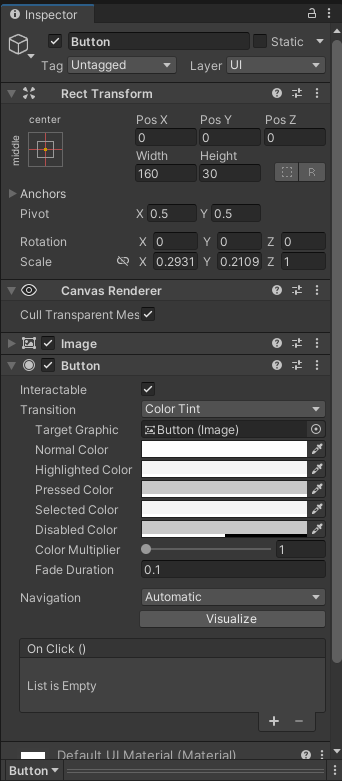 Inspector
Button Static
Tag Untagged Layer UI
Rect Transform
center
middle
Pos X Pos Y Pos Z
0 0 0
Width Height
160 30 R
Anchors
Pivot X 0.5 Y 0.5
Rotation X 0 Y 0 Z 0
Scale X 0.2931 Y 0.2109 Z 1
Canvas Renderer
Cull Transparent Mes
Image
Button
Interactable
Transition Color Tint
Target Graphic Button (Image)
Normal Color
Highlighted Color
Pressed Color
Selected Color
Disabled Color
Color Multiplier 1
Fade Duration 0.1
Navigation Automatic
Visualize
On Click ()
List is Empty
+ −
Default UI Material (Material)
Button